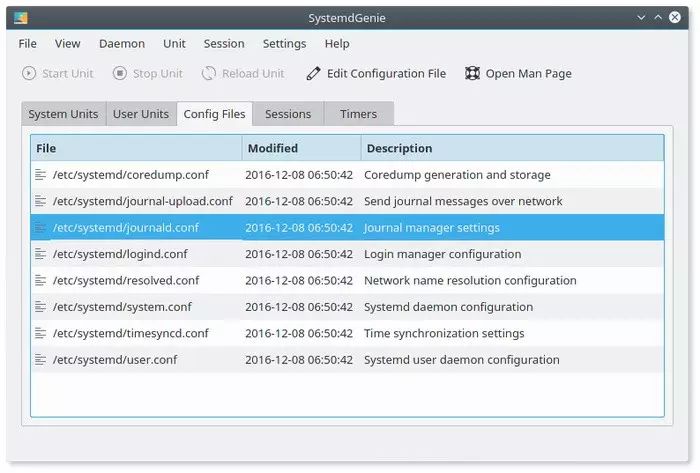 SystemdGenie
File View Daemon Unit Session Settings Help
Start Unit Stop Unit Reload Unit Edit Configuration File Open Man Page
System Units User Units Config Files Sessions Timers
File Modified Description
/etc/systemd/coredump.conf 2016-12-08 06:50:42 Coredump generation and storage
/etc/systemd/journal-upload.conf 2016-12-08 06:50:42 Send journal messages over network
/etc/systemd/journald.conf 2016-12-08 06:50:42 Journal manager settings
/etc/systemd/logind.conf 2016-12-08 06:50:42 Login manager configuration
/etc/systemd/resolved.conf 2016-12-08 06:50:42 Network name resolution configuration
/etc/systemd/system.conf 2016-12-08 06:50:42 Systemd daemon configuration
/etc/systemd/timesyncd.conf 2016-12-08 06:50:42 Time synchronization settings
/etc/systemd/user.conf 2016-12-08 06:50:42 Systemd user daemon configuration